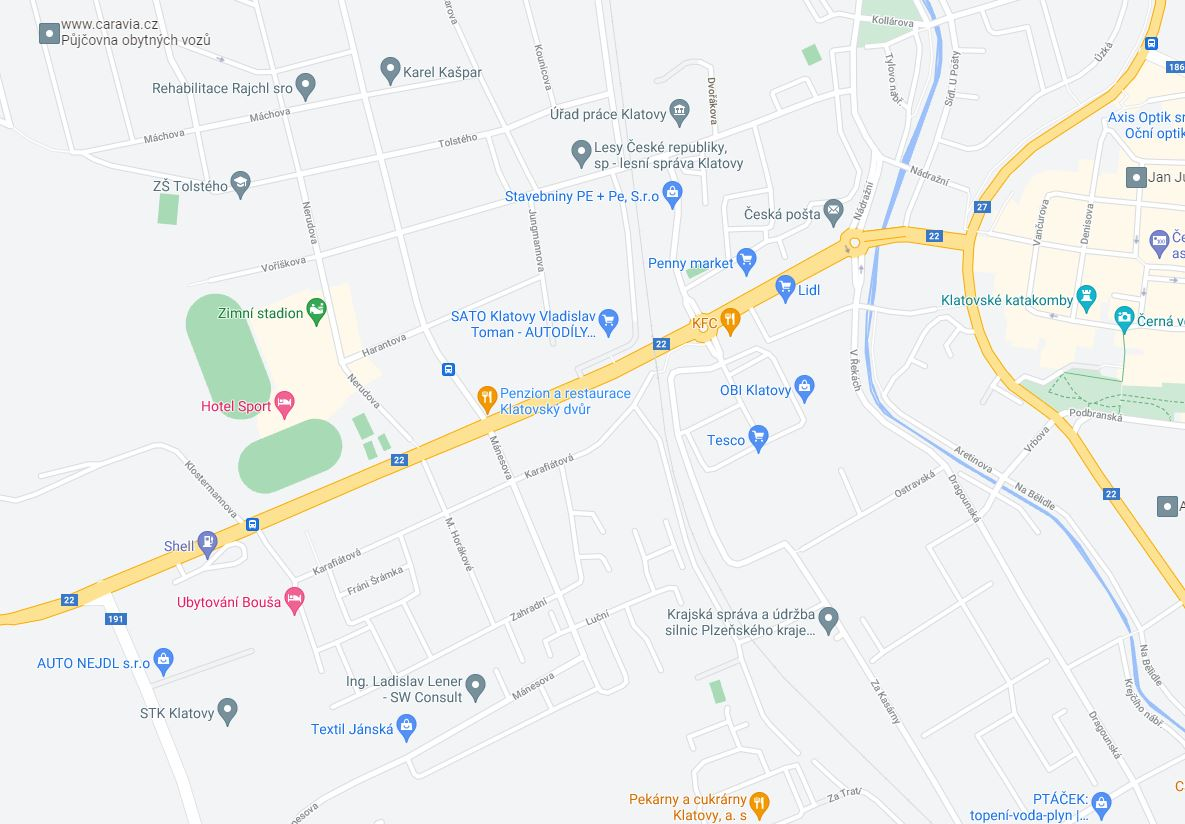 www.caravia.cz
Půjčovna obytných vozů
Kollárova
Úzká
186
Karel Kašpar
Kounicova
Tylovo nábř.
Sídl. U Pošty
Rehabilitace Rajchl sro
Máchova
Máchova
Dvořákova
Úřad práce Klatovy
Axis Optik sr
Oční optik
Tolstého
Lesy České republiky,
sp - lesní správa Klatovy
ZŠ Tolstého
Nádražní
Nádražní
Jan Ju
Stavebniny PE + Pe, S.r.o
Česká pošta
27
Nerudova
Jungmannova
Vančurova
Denisova
22
Voříškova
Penny market
Lidl
Klatovské katakomby
Zimní stadion
SATO Klatovy Vladislav
Toman - AUTODÍLY...
KFC
Černá v
Harantova
22
V Řekách
Nerudova
OBI Klatovy
Penzion a restaurace
Klatovský dvůr
Hotel Sport
Podbranská
Vrbova
Tesco
Mánesova
22
Karafiátová
Aretinova
Klostermannova
Ostravská
Dragounská
Na Bělidle
22
Shell
M. Horákové
Karafiátová
Fráni Šrámka
22
191
Ubytování Bouša
Zahradní
Luční
Krajská správa a údržba
silnic Plzeňského kraje...
AUTO NEJDL s.r.o
Na Bělidle
Ing. Ladislav Lener
- SW Consult
Mánesova
Za Kasárny
Krejčího nábř.
STK Klatovy
Textil Jánská
Dragounská
Pekárny a cukrárny
Klatovy, a. s
Za Tratí
PTÁČEK:
topení-voda-plyn |...